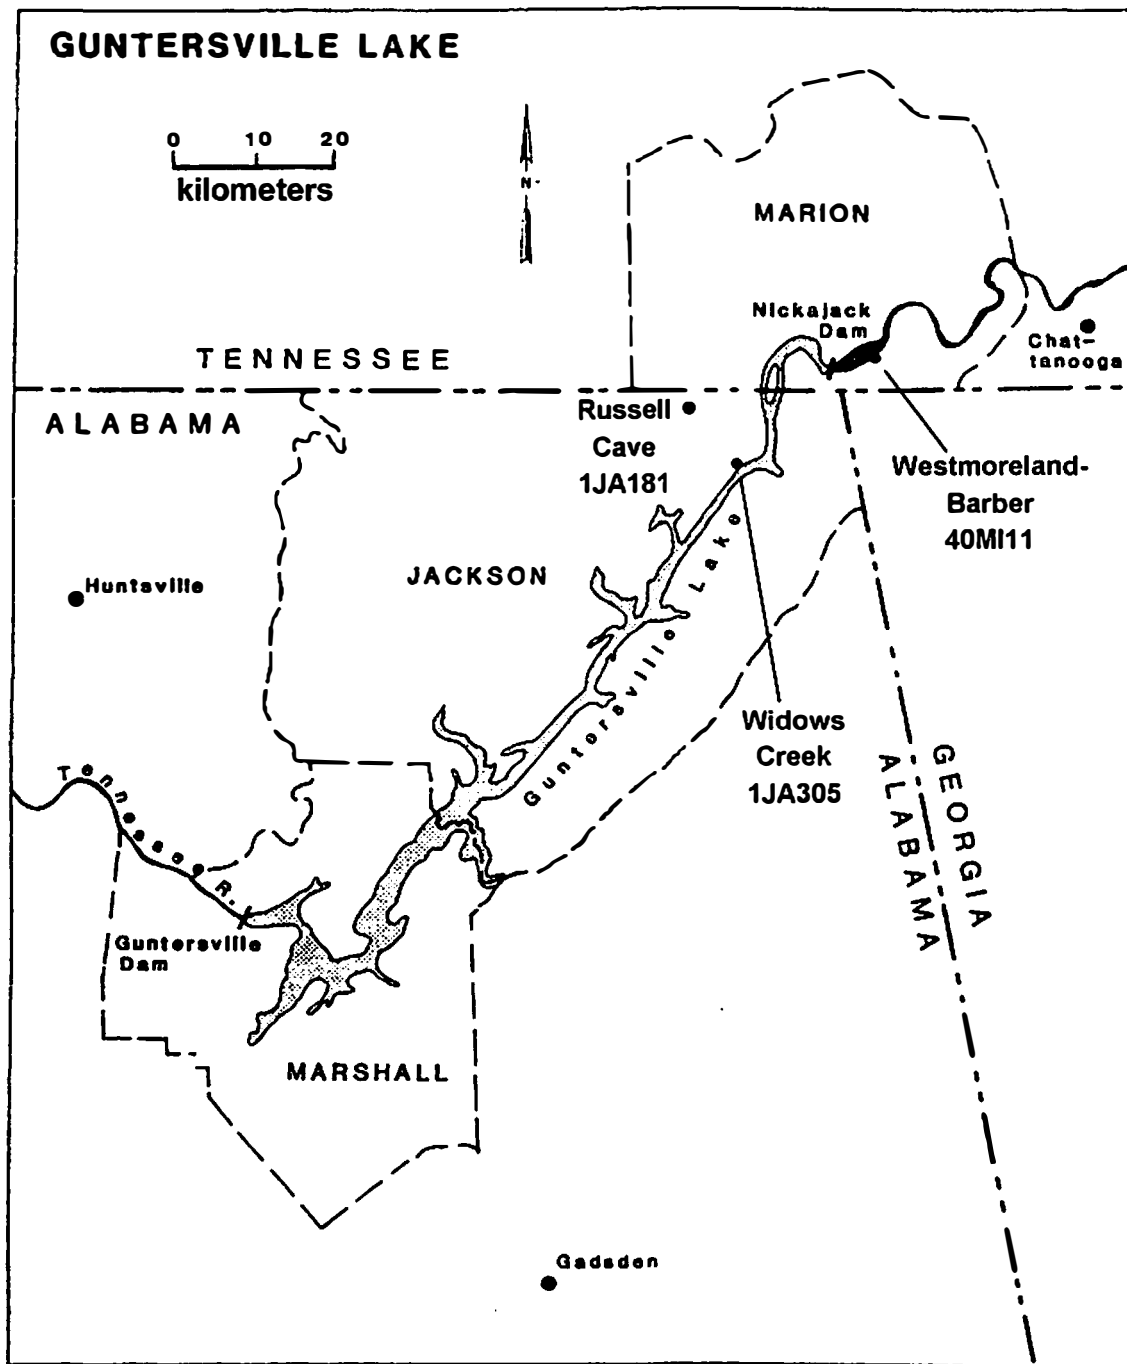 GUNTERSVILLE LAKE
0 10 20
kilometers
N
MARION
Nickajack
Dam
Chat-
tanooga
TENNESSEE
ALABAMA
Russell
Cave
1JA181
Westmoreland-
Barber
40MI11
Huntsville
JACKSON
Guntersville Lake
Widows
Creek
1JA305
GEORGIA
ALABAMA
Tennessee R.
Guntersville
Dam
MARSHALL
Gadsden